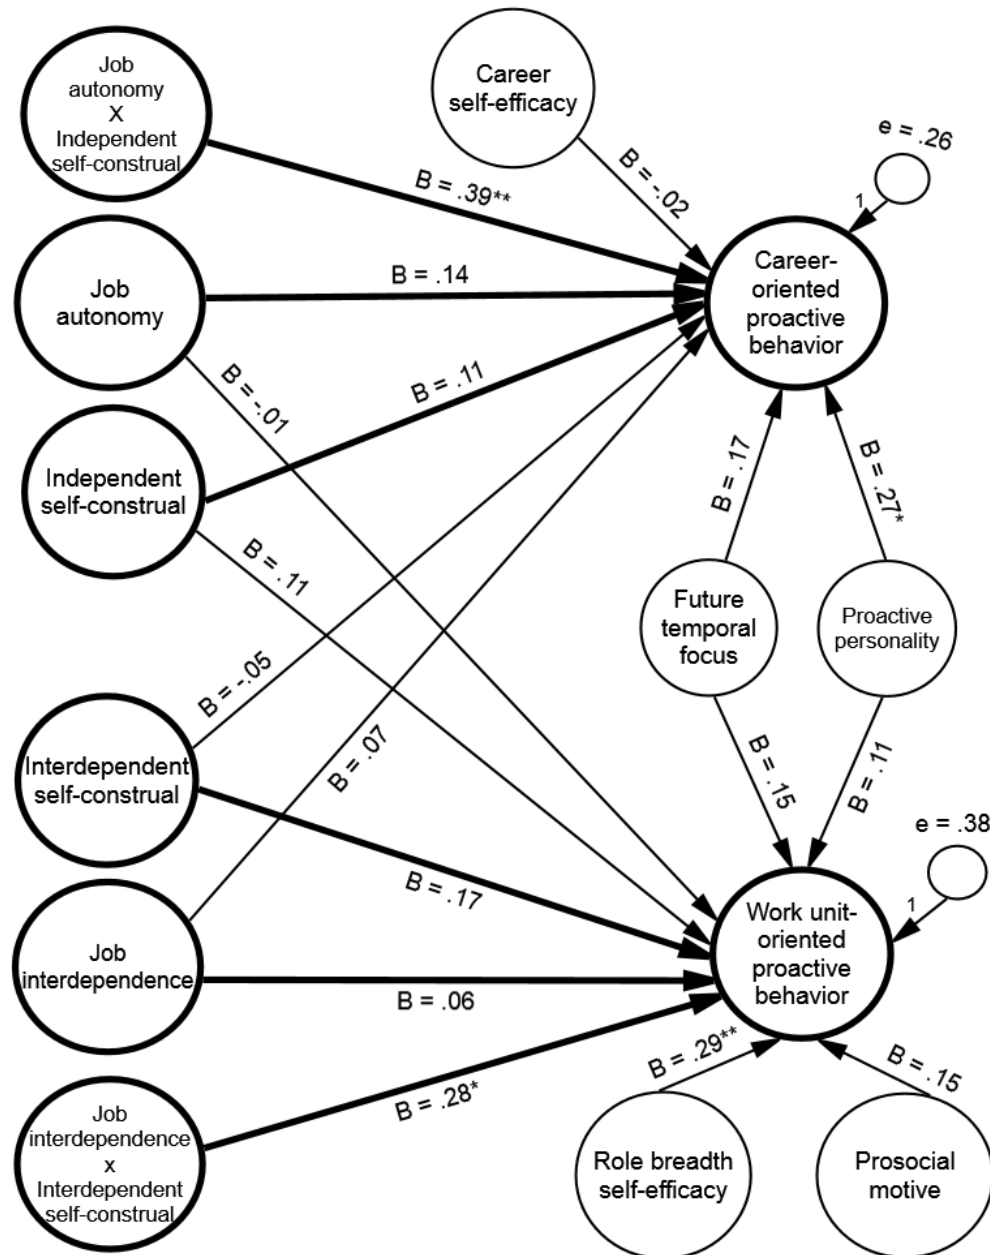 Job
autonomy
X
Independent
self-construal
Career
self-efficacy
e = .26
1
B = .39**
B = -.02
Job
autonomy
B = .14
Career-
oriented
proactive
behavior
B = -.01
B = .11
Independent
self-construal
B = .17
B = .27*
B = .11
Future
temporal
focus
Proactive
personality
B = -.05
B = .07
Interdependent
self-construal
B = .15
B = .11
e = .38
1
B = .17
Work unit-
oriented
proactive
behavior
Job
interdependence
B = .06
B = .29**
B = .15
B = .28*
Job
interdependence
x
Interdependent
self-construal
Role breadth
self-efficacy
Prosocial
motive